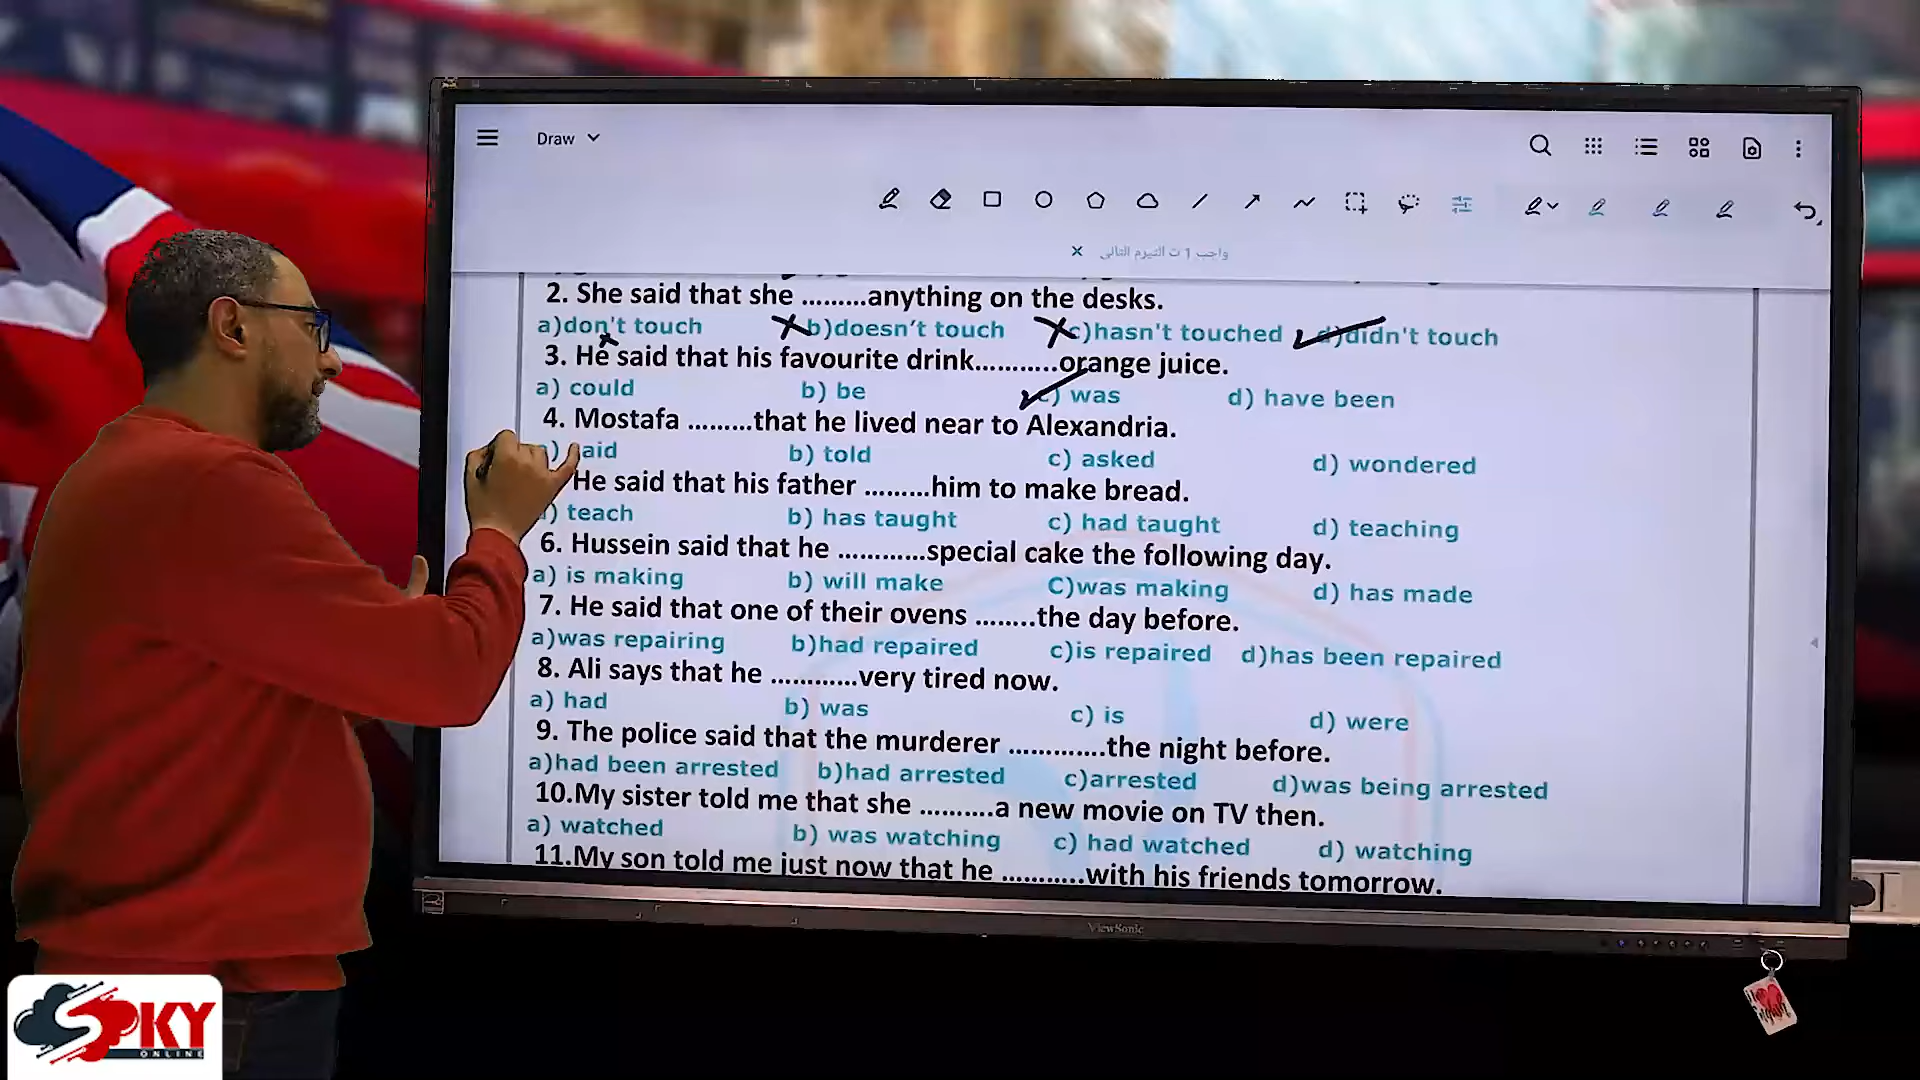 Draw
واجب 1 ت التيرم التالى
2. She said that she .........anything on the desks.
a)don't touch b)doesn't touch c)hasn't touched d)didn't touch
3. He said that his favourite drink...........orange juice.
a) could b) be c) was d) have been
4. Mostafa .........that he lived near to Alexandria.
) said b) told c) asked d) wondered
He said that his father .........him to make bread.
) teach b) has taught c) had taught d) teaching
6. Hussein said that he ............special cake the following day.
a) is making b) will make C)was making d) has made
7. He said that one of their ovens ........the day before.
a)was repairing b)had repaired c)is repaired d)has been repaired
8. Ali says that he ............very tired now.
a) had b) was c) is d) were
9. The police said that the murderer .............the night before.
a)had been arrested b)had arrested c)arrested d)was being arrested
10.My sister told me that she ..........a new movie on TV then.
a) watched b) was watching c) had watched d) watching
11.My son told me just now that he ...........with his friends tomorrow.
ViewSonic
SPKY
ONLINE